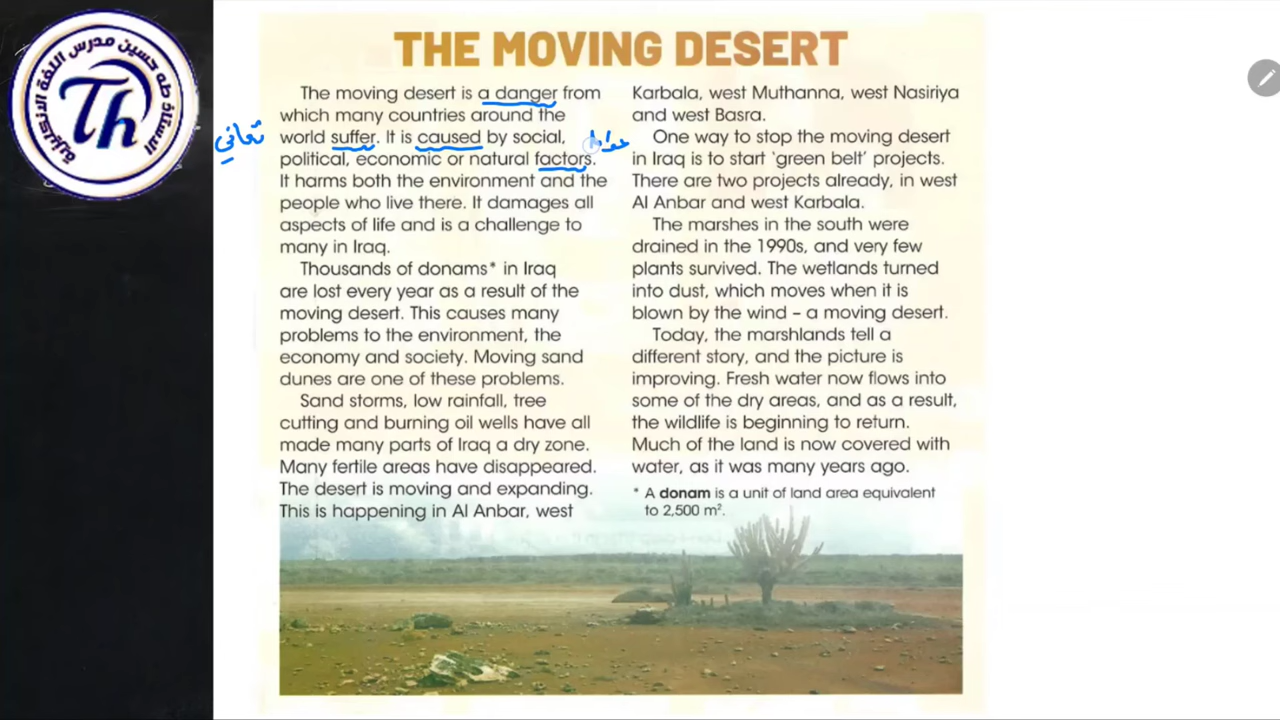 THE MOVING DESERT
The moving desert is a danger from
which many countries around the
world suffer. It is caused by social,
political, economic or natural factors.
It harms both the environment and the
people who live there. It damages all
aspects of life and is a challenge to
many in Iraq.
Thousands of donams* in Iraq
are lost every year as a result of the
moving desert. This causes many
problems to the environment, the
economy and society. Moving sand
dunes are one of these problems.
Sand storms, low rainfall, tree
cutting and burning oil wells have all
made many parts of Iraq a dry zone.
Many fertile areas have disappeared.
The desert is moving and expanding.
This is happening in Al Anbar, west
Karbala, west Muthanna, west Nasiriya
and west Basra.
One way to stop the moving desert
in Iraq is to start ‘green belt’ projects.
There are two projects already, in west
Al Anbar and west Karbala.
The marshes in the south were
drained in the 1990s, and very few
plants survived. The wetlands turned
into dust, which moves when it is
blown by the wind – a moving desert.
Today, the marshlands tell a
different story, and the picture is
improving. Fresh water now flows into
some of the dry areas, and as a result,
the wildlife is beginning to return.
Much of the land is now covered with
water, as it was many years ago.
* A donam is a unit of land area equivalent
to 2,500 m².
تعاني
الاستاذ طه حسين مدرس اللغة الانكليزية
Th